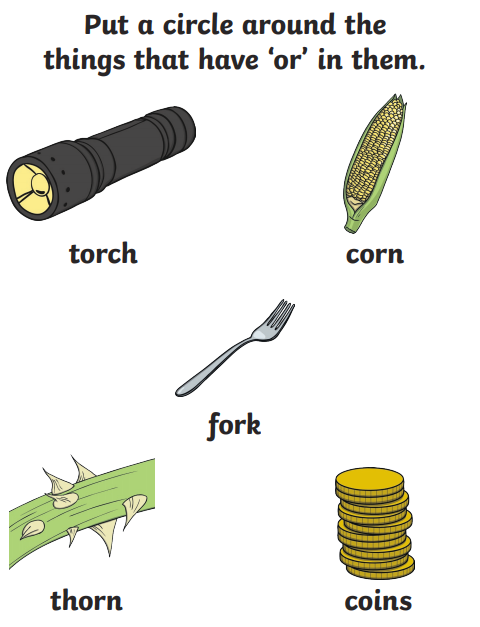 Put a circle around the
things that have ‘or’ in them.
torch
corn
fork
thorn
coins